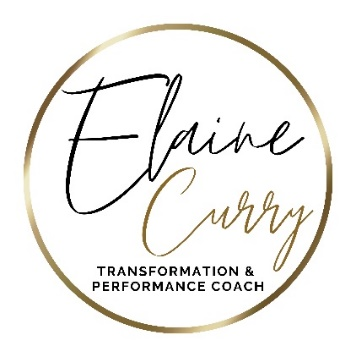 Elaine
Curry
TRANSFORMATION &
PERFORMANCE COACH